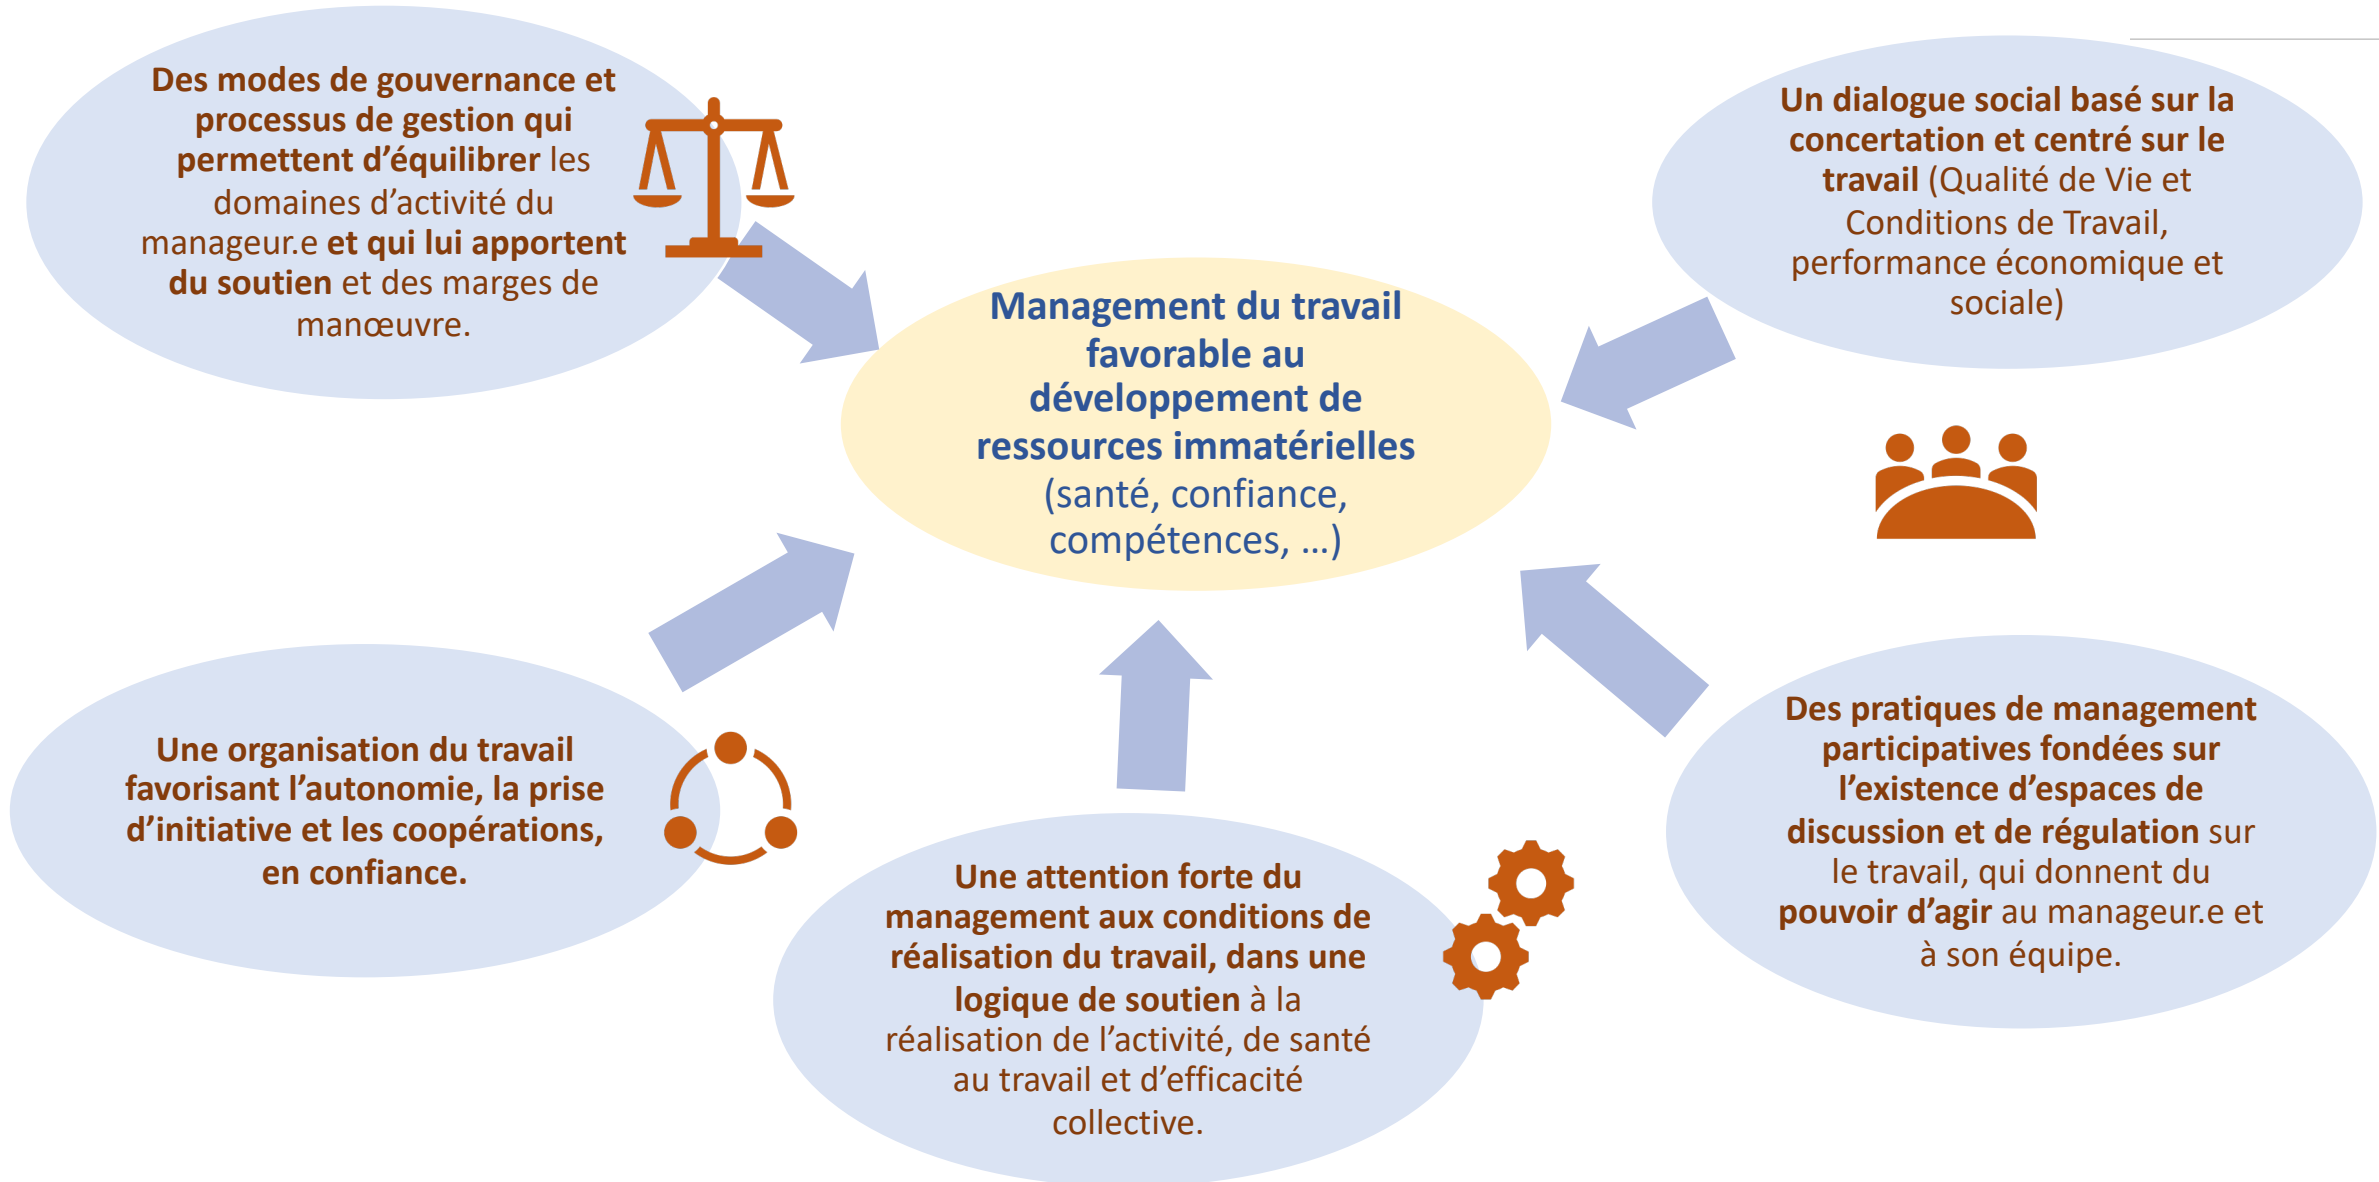 Des modes de gouvernance et
processus de gestion qui
permettent d’équilibrer les
domaines d’activité du
manageur.e et qui lui apportent
du soutien et des marges de
manœuvre.
Un dialogue social basé sur la
concertation et centré sur le
travail (Qualité de Vie et
Conditions de Travail,
performance économique et
sociale)
Management du travail
favorable au
développement de
ressources immatérielles
(santé, confiance,
compétences, …)
Une organisation du travail
favorisant l’autonomie, la prise
d’initiative et les coopérations,
en confiance.
Une attention forte du
management aux conditions de
réalisation du travail, dans une
logique de soutien à la
réalisation de l’activité, de santé
au travail et d’efficacité
collective.
Des pratiques de management
participatives fondées sur
l’existence d’espaces de
discussion et de régulation sur
le travail, qui donnent du
pouvoir d’agir au manageur.e et
à son équipe.